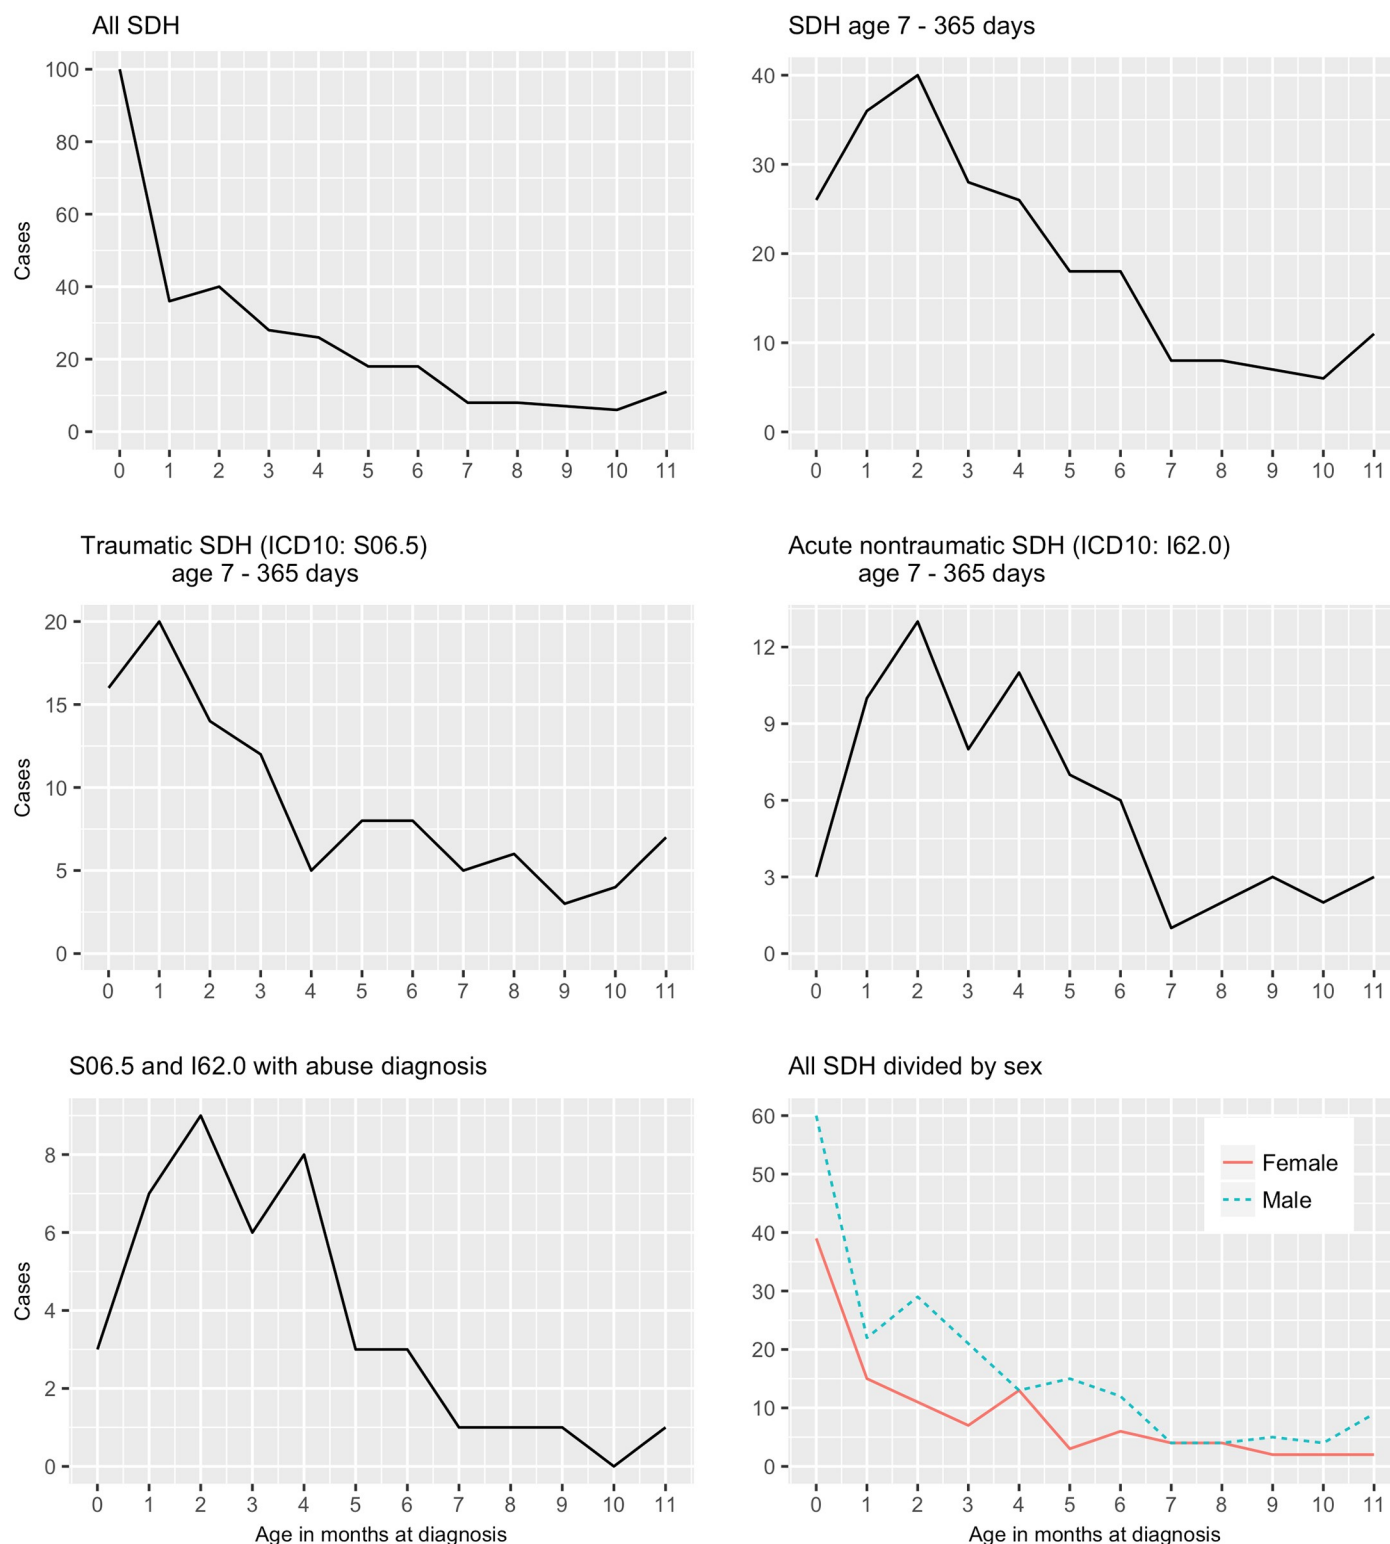 All SDH
Cases
100
80
60
40
20
0
0 1 2 3 4 5 6 7 8 9 10 11
SDH age 7 - 365 days
40
30
20
10
0
0 1 2 3 4 5 6 7 8 9 10 11
Traumatic SDH (ICD10: S06.5)
age 7 - 365 days
Cases
20
15
10
5
0
0 1 2 3 4 5 6 7 8 9 10 11
Acute nontraumatic SDH (ICD10: I62.0)
age 7 - 365 days
12
9
6
3
0
0 1 2 3 4 5 6 7 8 9 10 11
S06.5 and I62.0 with abuse diagnosis
Cases
8
6
4
2
0
0 1 2 3 4 5 6 7 8 9 10 11
Age in months at diagnosis
All SDH divided by sex
60
50
40
30
20
10
0
Female
Male
0 1 2 3 4 5 6 7 8 9 10 11
Age in months at diagnosis